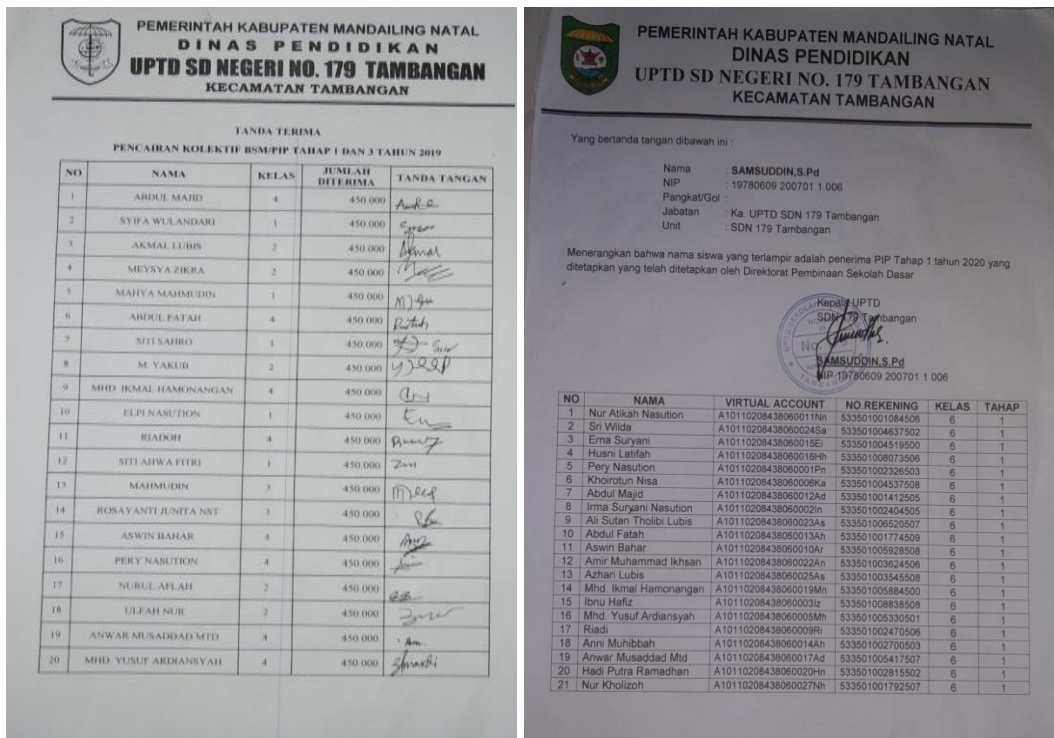 PEMERINTAH KABUPATEN MANDAILING NATAL
DINAS PENDIDIKAN
UPTD SD NEGERI NO. 179 TAMBANGAN
KECAMATAN TAMBANGAN
TANDA TERIMA
PENCAIRAN KOLEKTIF BSM/PIP TAHAP 1 DAN 3 TAHUN 2019
NO NAMA KELAS JUMLAH DITERIMA TANDA TANGAN
1 ABDUL MAJID 4 450.000
2 SYIFA WULANDARI 1 450.000
3 AKMAL LUBIS 2 450.000
4 MEYSYA ZIKRA 2 450.000
5 MAHYA MAHMUDIN 1 450.000
6 ABDUL FATAH 4 450.000
7 SITI SAHRO 1 450.000
8 M. YAKUB 2 450.000
9 MHD IKMAL HAMONANGAN 4 450.000
10 ELPI NASUTION 1 450.000
11 RIADOH 4 450.000
12 SITI AHWA FITRI 1 450.000
13 MAHMUDIN 3 450.000
14 ROSAYANTI JUNITA NST 3 450.000
15 ASWIN BAHAR 4 450.000
16 PERY NASUTION 4 450.000
17 NURUL AFLAH 2 450.000
18 ULFAH NUR 2 450.000
19 ANWAR MUSADDAD MTD 4 450.000
20 MHD YUSUF ARDIANSYAH 4 450.000
PEMERINTAH KABUPATEN MANDAILING NATAL
DINAS PENDIDIKAN
UPTD SD NEGERI NO. 179 TAMBANGAN
KECAMATAN TAMBANGAN
Yang bertanda tangan dibawah ini :
Nama : SAMSUDDIN,S.Pd
NIP : 19780609 200701 1 006
Pangkat/Gol :
Jabatan : Ka. UPTD SDN 179 Tambangan
Unit : SDN 179 Tambangan
Menerangkan bahwa nama siswa yang terlampir adalah penerima PIP Tahap 1 tahun 2020 yang
ditetapkan yang telah ditetapkan oleh Direktorat Pembinaan Sekolah Dasar
Kepala UPTD
SDN 179 Tambangan
SAMSUDDIN,S.Pd
NIP 19780609 200701 1 006
NO NAMA VIRTUAL ACCOUNT NO.REKENING KELAS TAHAP
1 Nur Atikah Nasution A10110208438060011Nn 533501001084506 6 1
2 Sri Wilda A10110208438060024Sa 533501004637502 6 1
3 Erna Suryani A10110208438060015Ei 533501004519500 6 1
4 Husni Latifah A10110208438060016Hh 533501008073506 6 1
5 Pery Nasution A10110208438060001Pn 533501002326503 6 1
6 Khoirotun Nisa A10110208438060006Ka 533501004537508 6 1
7 Abdul Majid A10110208438060012Ad 533501001412505 6 1
8 Irma Suryani Nasution A10110208438060002In 533501002404505 6 1
9 Ali Sutan Tholibi Lubis A10110208438060023As 533501006520507 6 1
10 Abdul Fatah A10110208438060013Ah 533501001774509 6 1
11 Aswin Bahar A10110208438060010Ar 533501005928508 6 1
12 Amir Muhammad Ikhsan A10110208438060022An 533501003624506 6 1
13 Azhari Lubis A10110208438060025As 533501003545508 6 1
14 Mhd. Ikmal Hamonangan A10110208438060019Mn 533501005884500 6 1
15 Ibnu Hafiz A10110208438060003Iz 533501008838508 6 1
16 Mhd. Yusuf Ardiansyah A10110208438060005Mh 533501005330501 6 1
17 Riadi A10110208438060009Ri 533501002470506 6 1
18 Anni Muhibbah A10110208438060014Ah 533501002700503 6 1
19 Anwar Musaddad Mtd A10110208438060017Ad 533501005417507 6 1
20 Hadi Putra Ramadhan A10110208438060020Hn 533501002815502 6 1
21 Nur Kholizoh A10110208438060027Nh 533501001792507 6 1